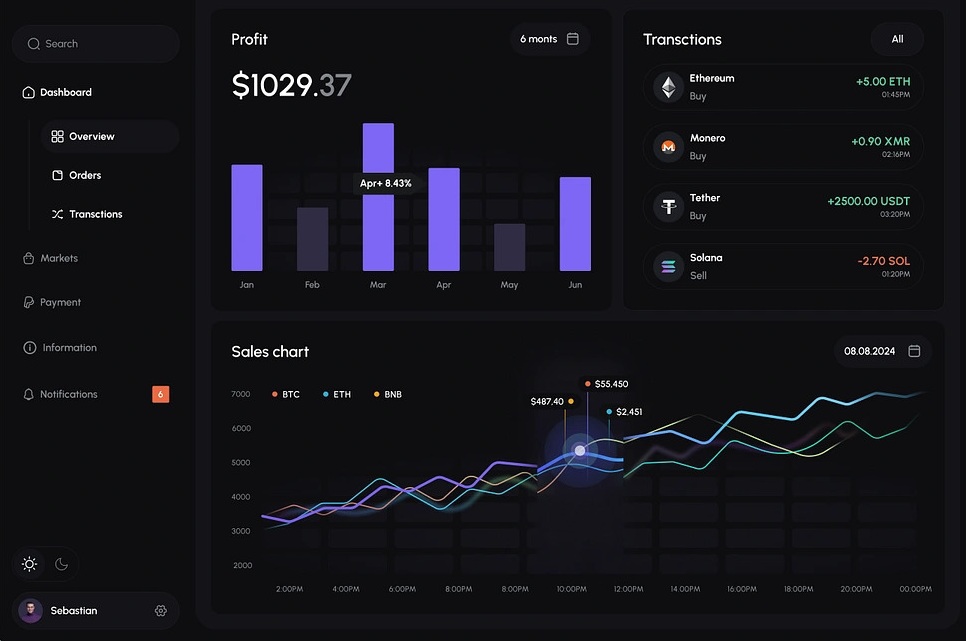 Search
Dashboard
Overview
Orders
Transctions
Markets
Payment
Information
Notifications
6
Sebastian
Profit
6 monts
$1029.37
Apr+ 8.43%
Jan Feb Mar Apr May Jun
Transctions
All
Ethereum
Buy
+5.00 ETH
01:45PM
Monero
Buy
+0.90 XMR
02:16PM
Tether
Buy
+2500.00 USDT
03:20PM
Solana
Sell
-2.70 SOL
01:20PM
Sales chart
08.08.2024
BTC ETH BNB
$55,450
$487.40
$2.451
7000
6000
5000
4000
3000
2000
2:00PM 4:00PM 6:00PM 8:00PM 8:00PM 10:00PM 12:00PM 14:00PM 16:00PM 18:00PM 20:00PM 00:00PM